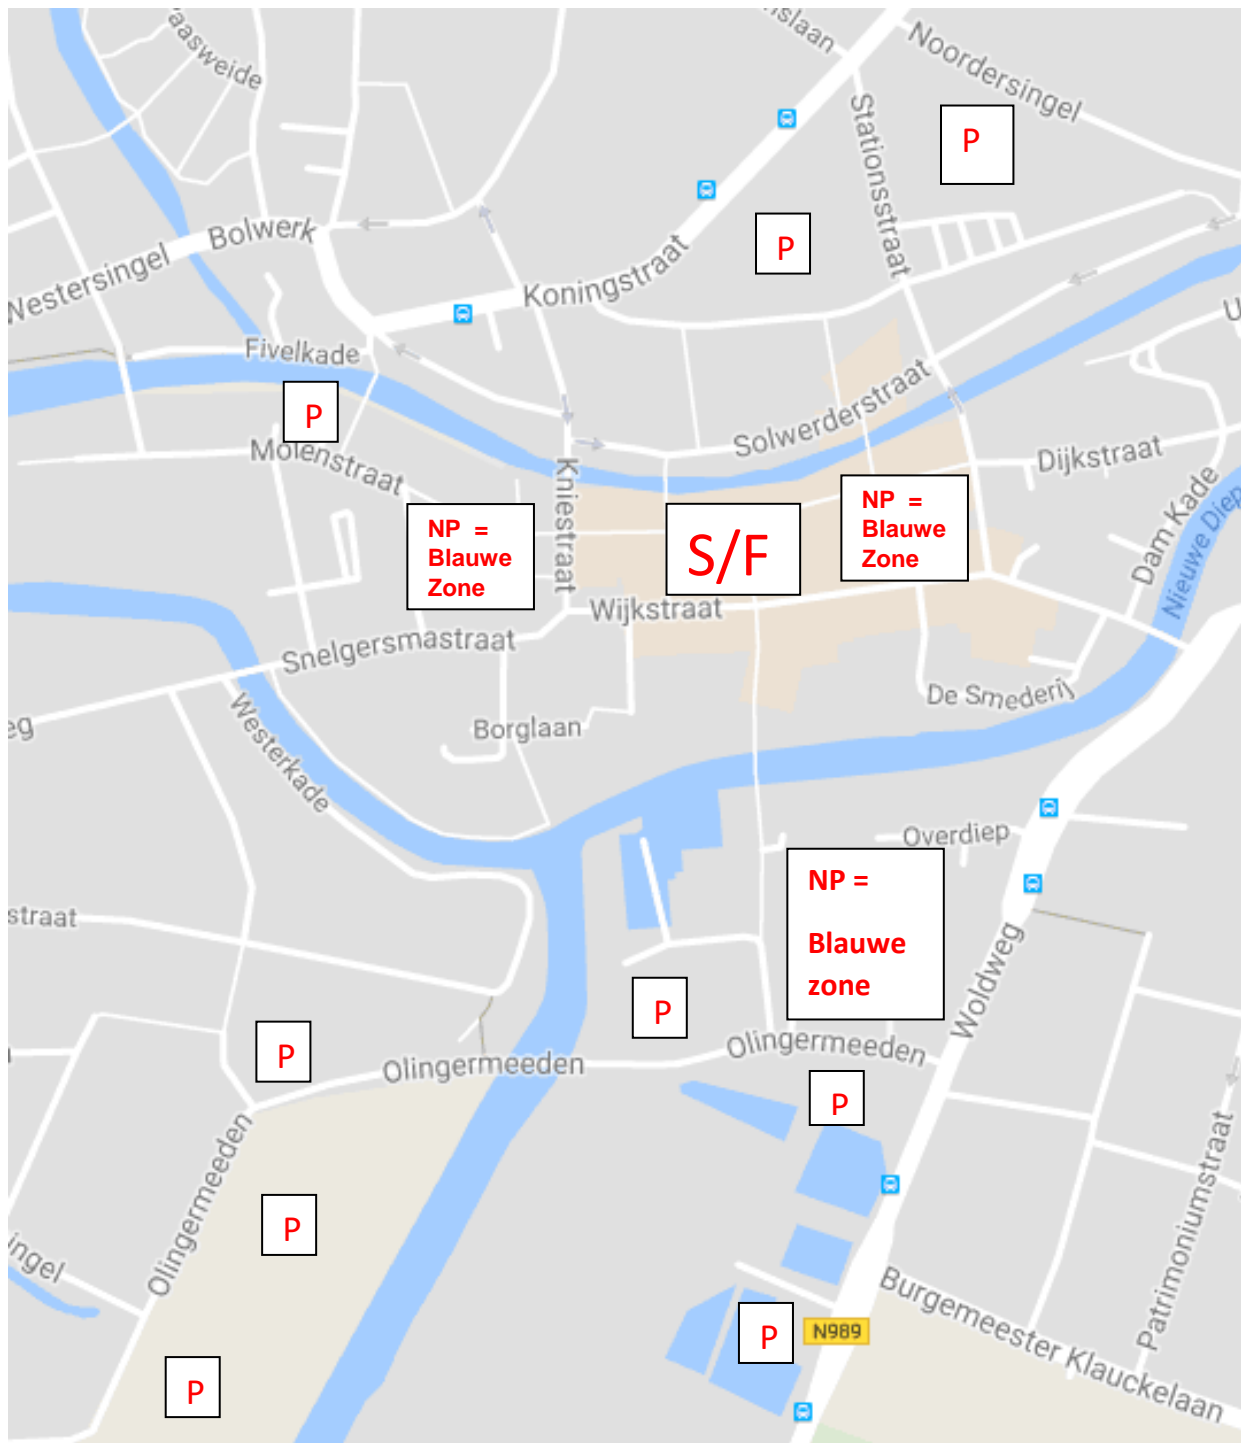 Noordersingel
Stationsstraat
P
P
Bolwerk
Westersingel
Koningstraat
Fivelkade
P
Solwerderstraat
Molenstraat
Kniestraat
Dijkstraat
Dam Kade
Nieuwe Diep
NP =
Blauwe
Zone
S/F
NP =
Blauwe
Zone
Wijkstraat
Snelgersmastraat
De Smederij
Westerkade
Borglaan
Overdiep
NP =
Blauwe
zone
straat
Woldweg
P
P
Olingermeeden
Olingermeeden
P
Olingermeeden
P
Patrimoniumstraat
Burgemeester Klauckelaan
P
N989
P